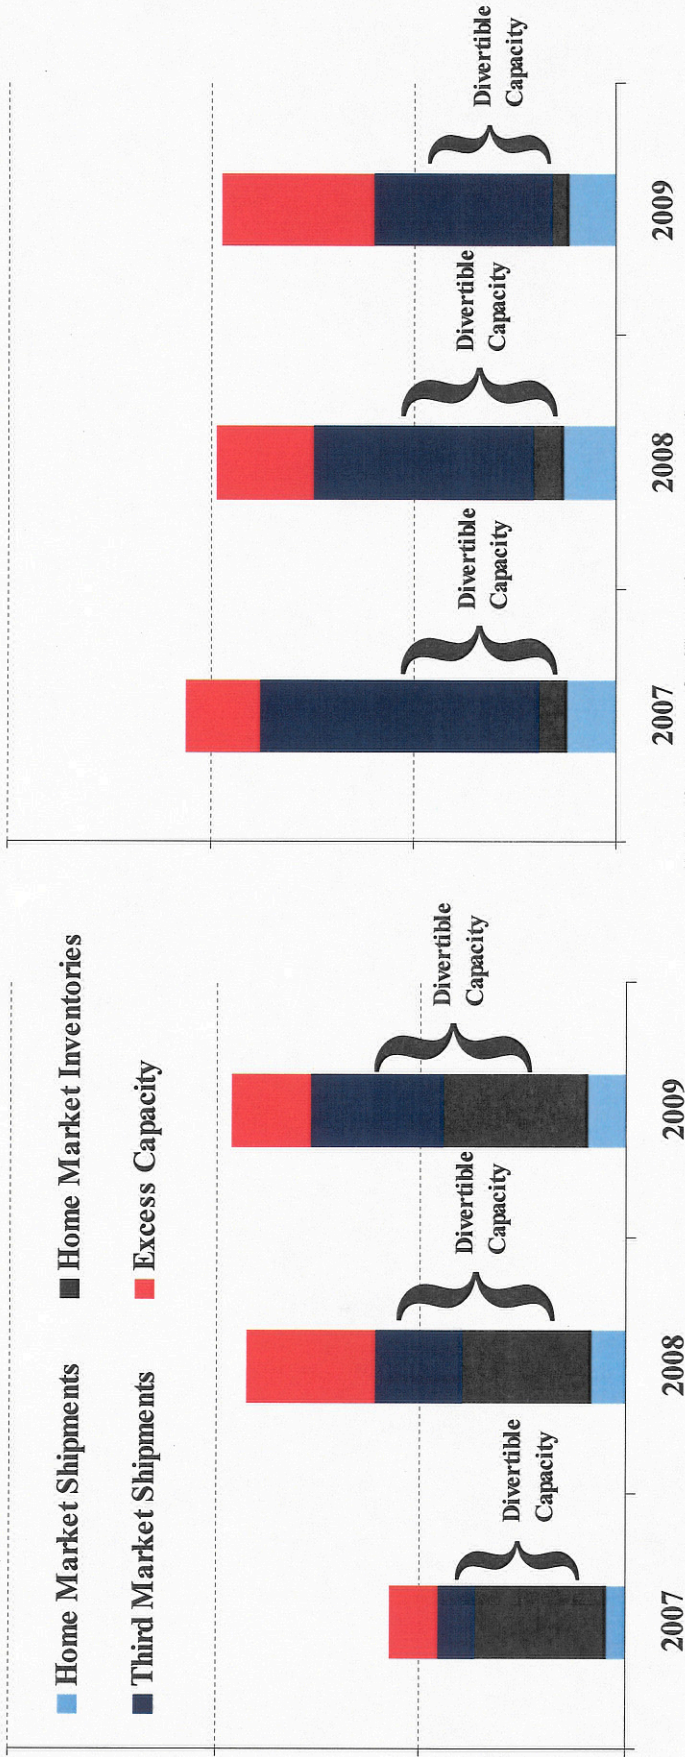 Home Market Shipments
Home Market Inventories
Third Market Shipments
Excess Capacity
Divertible
Capacity
Divertible
Capacity
Divertible
Capacity
2007
2008
2009
Divertible
Capacity
Divertible
Capacity
Divertible
Capacity
2007
2008
2009